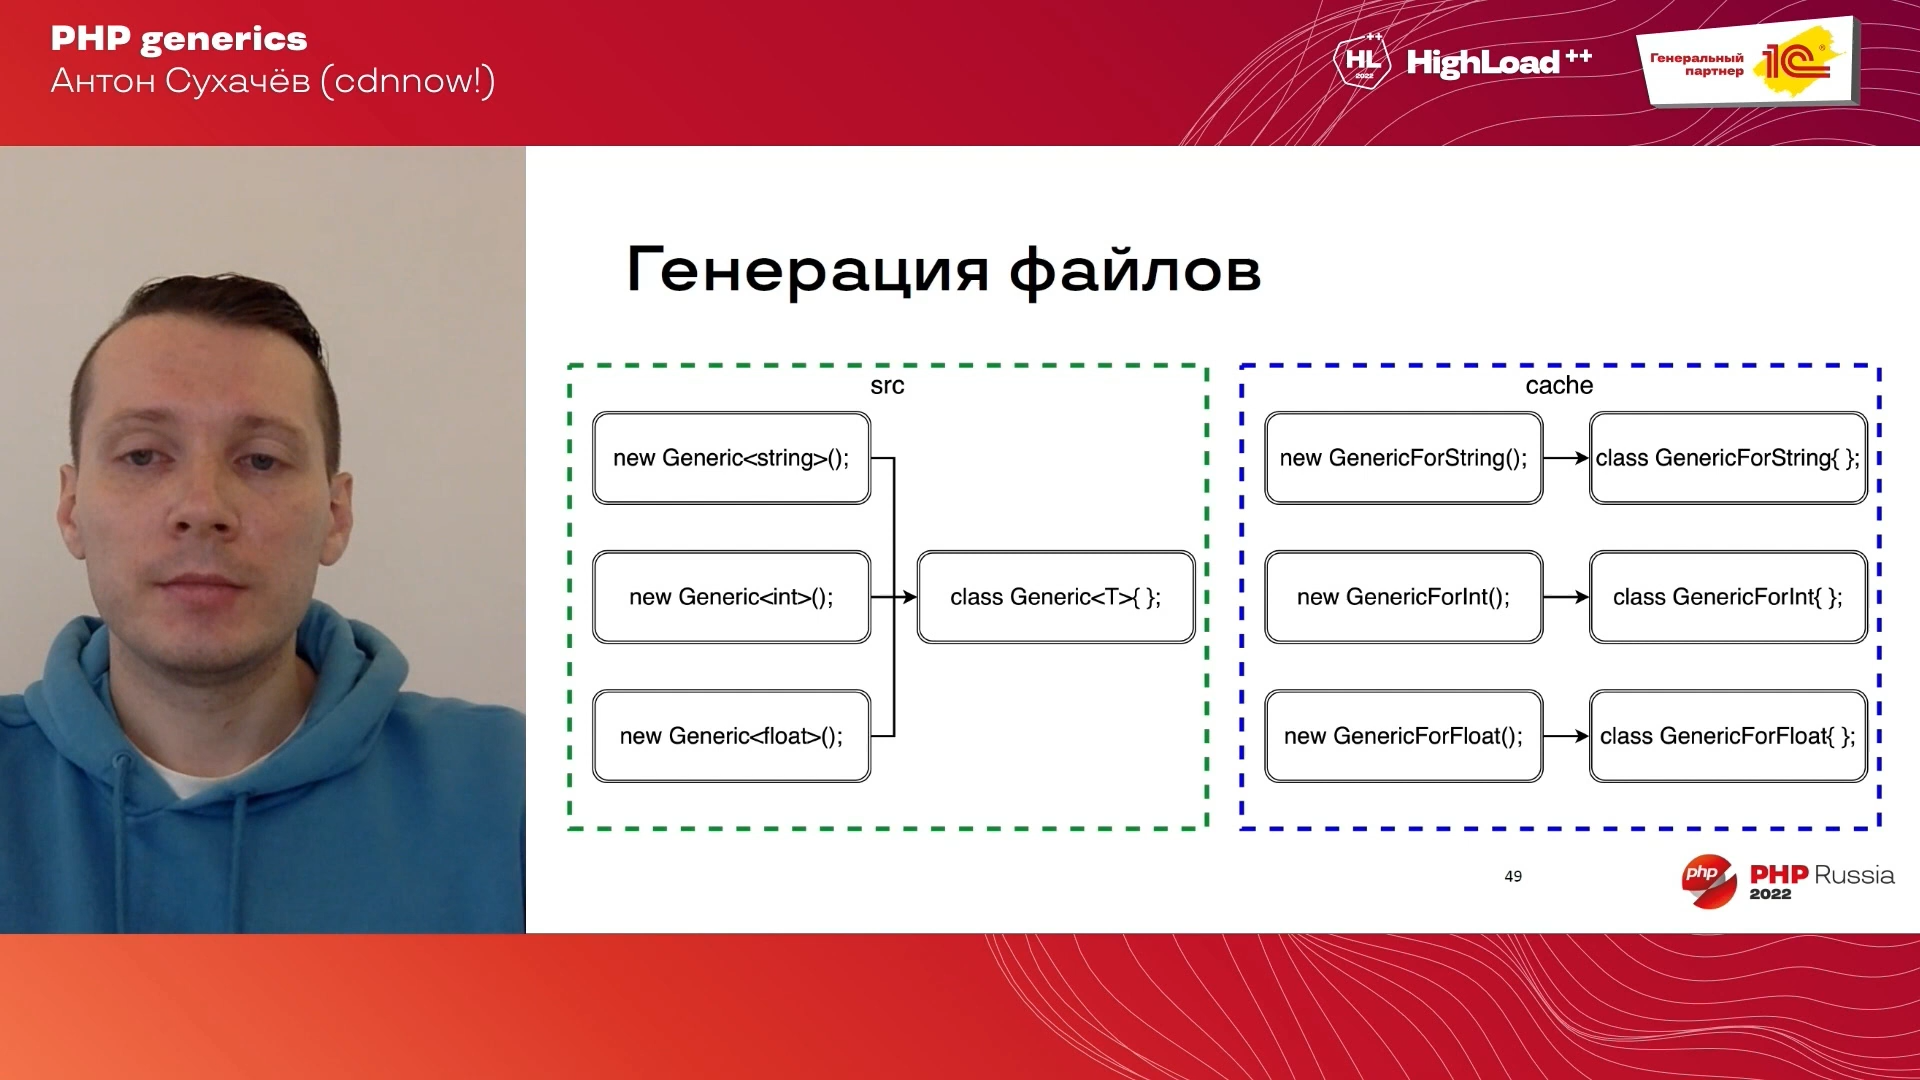 PHP generics
Антон Сухачёв (cdnnow!)
HL++
2022
HighLoad++
Генеральный
партнер
1C
Генерация файлов
src
new Generic<string>();
new Generic<int>();
new Generic<float>();
class Generic<T>{ };
cache
new GenericForString();
class GenericForString{ };
new GenericForInt();
class GenericForInt{ };
new GenericForFloat();
class GenericForFloat{ };
49
php
PHP Russia
2022